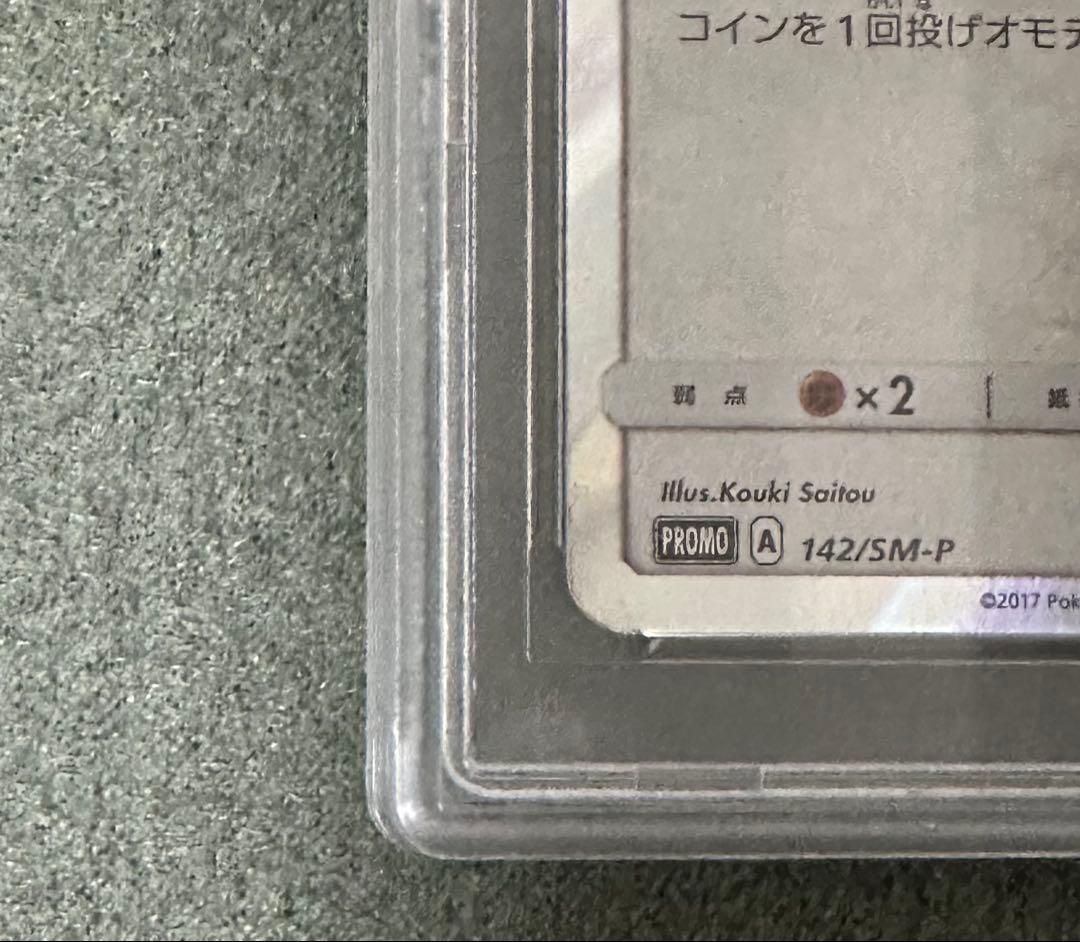 コインを1回投げオモテ
弱点 ×2
Illus.Kouki Saitou
PROMO A 142/SM-P
©2017 Pok